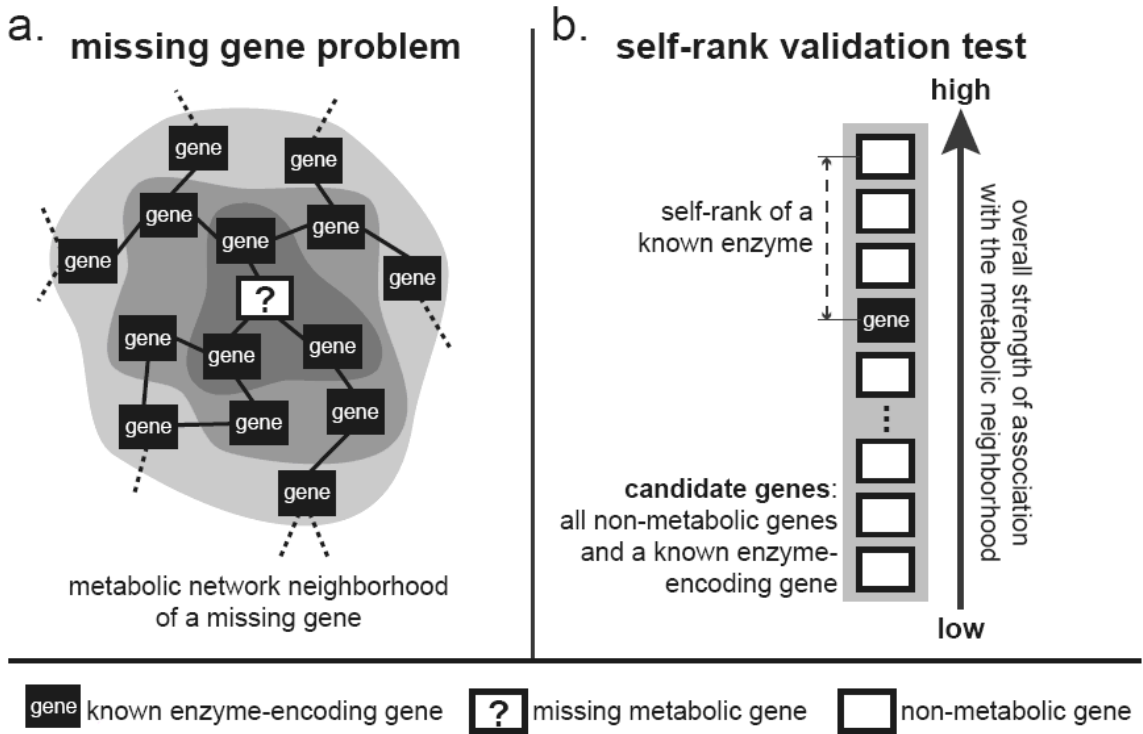 a.
missing gene problem
gene
gene
gene
gene
gene
gene
gene
gene
?
gene
gene
gene
gene
gene
gene
gene
metabolic network neighborhood
of a missing gene
b.
self-rank validation test
high
self-rank of a
known enzyme
gene
overall strength of association
with the metabolic neighborhood
candidate genes:
all non-metabolic genes
and a known enzyme-
encoding gene
low
gene known enzyme-encoding gene
? missing metabolic gene
non-metabolic gene